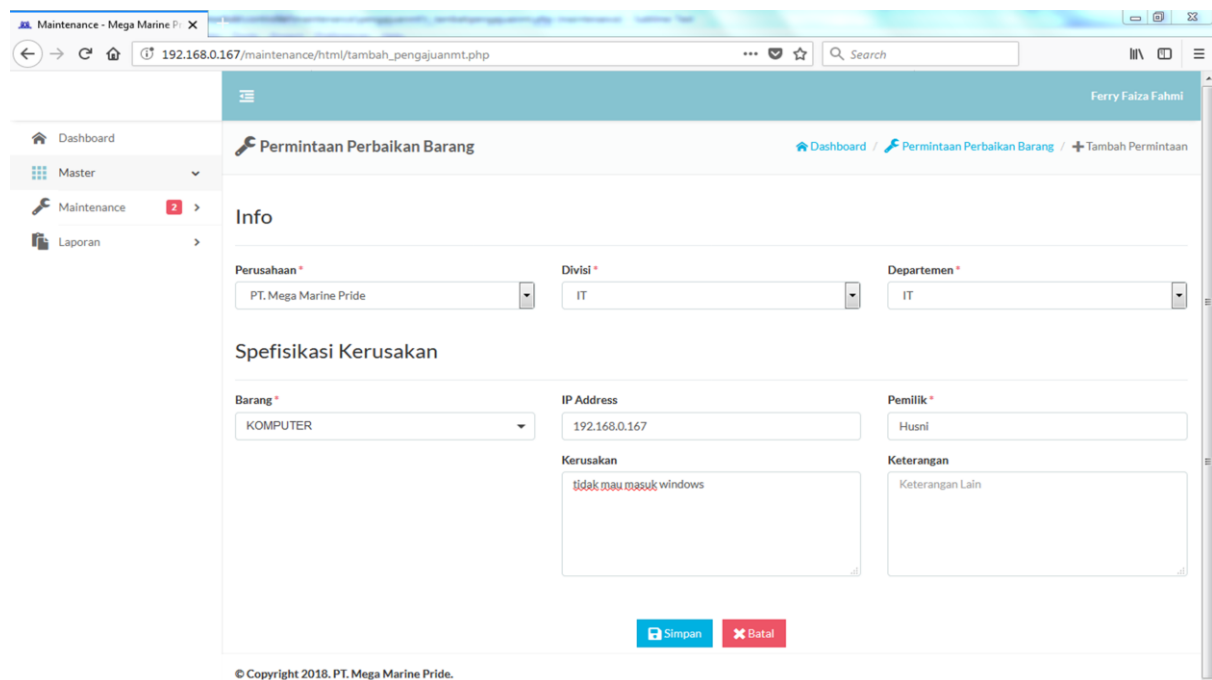 Maintenance - Mega Marine Pr
192.168.0.167/maintenance/html/tambah_pengajuanmt.php
Search
Ferry Faiza Fahmi
Dashboard
Master
Maintenance 2
Laporan
Permintaan Perbaikan Barang
Dashboard / Permintaan Perbaikan Barang / Tambah Permintaan
Info
Perusahaan * Divisi * Departemen *
PT. Mega Marine Pride IT IT
Spefisikasi Kerusakan
Barang * IP Address Pemilik *
KOMPUTER 192.168.0.167 Husni
Kerusakan Keterangan
tidak mau masuk windows Keterangan Lain
Simpan Batal
© Copyright 2018. PT. Mega Marine Pride.